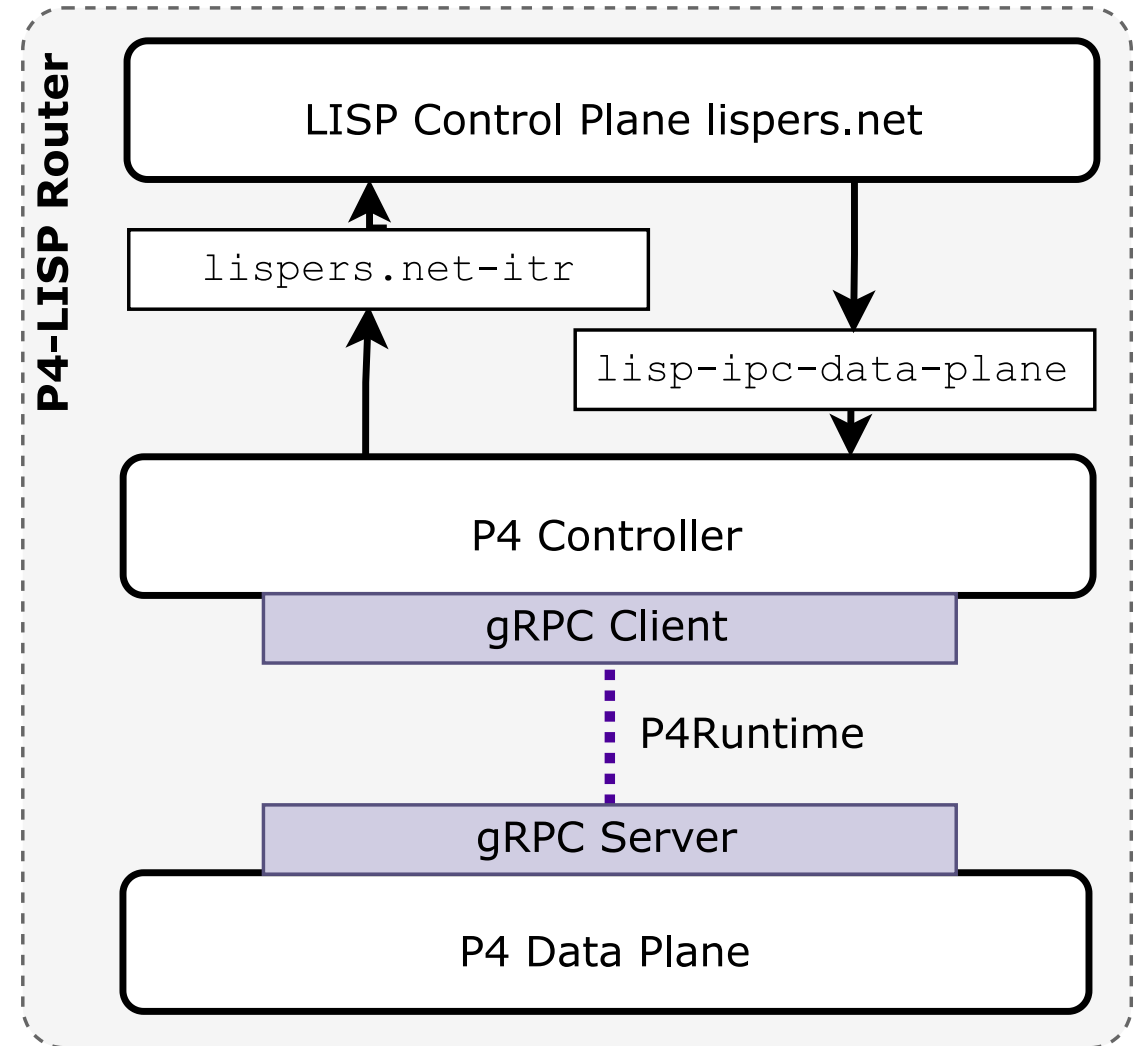 P4-LISP Router
LISP Control Plane lispers.net
lispers.net-itr
lisp-ipc-data-plane
P4 Controller
gRPC Client
P4Runtime
gRPC Server
P4 Data Plane